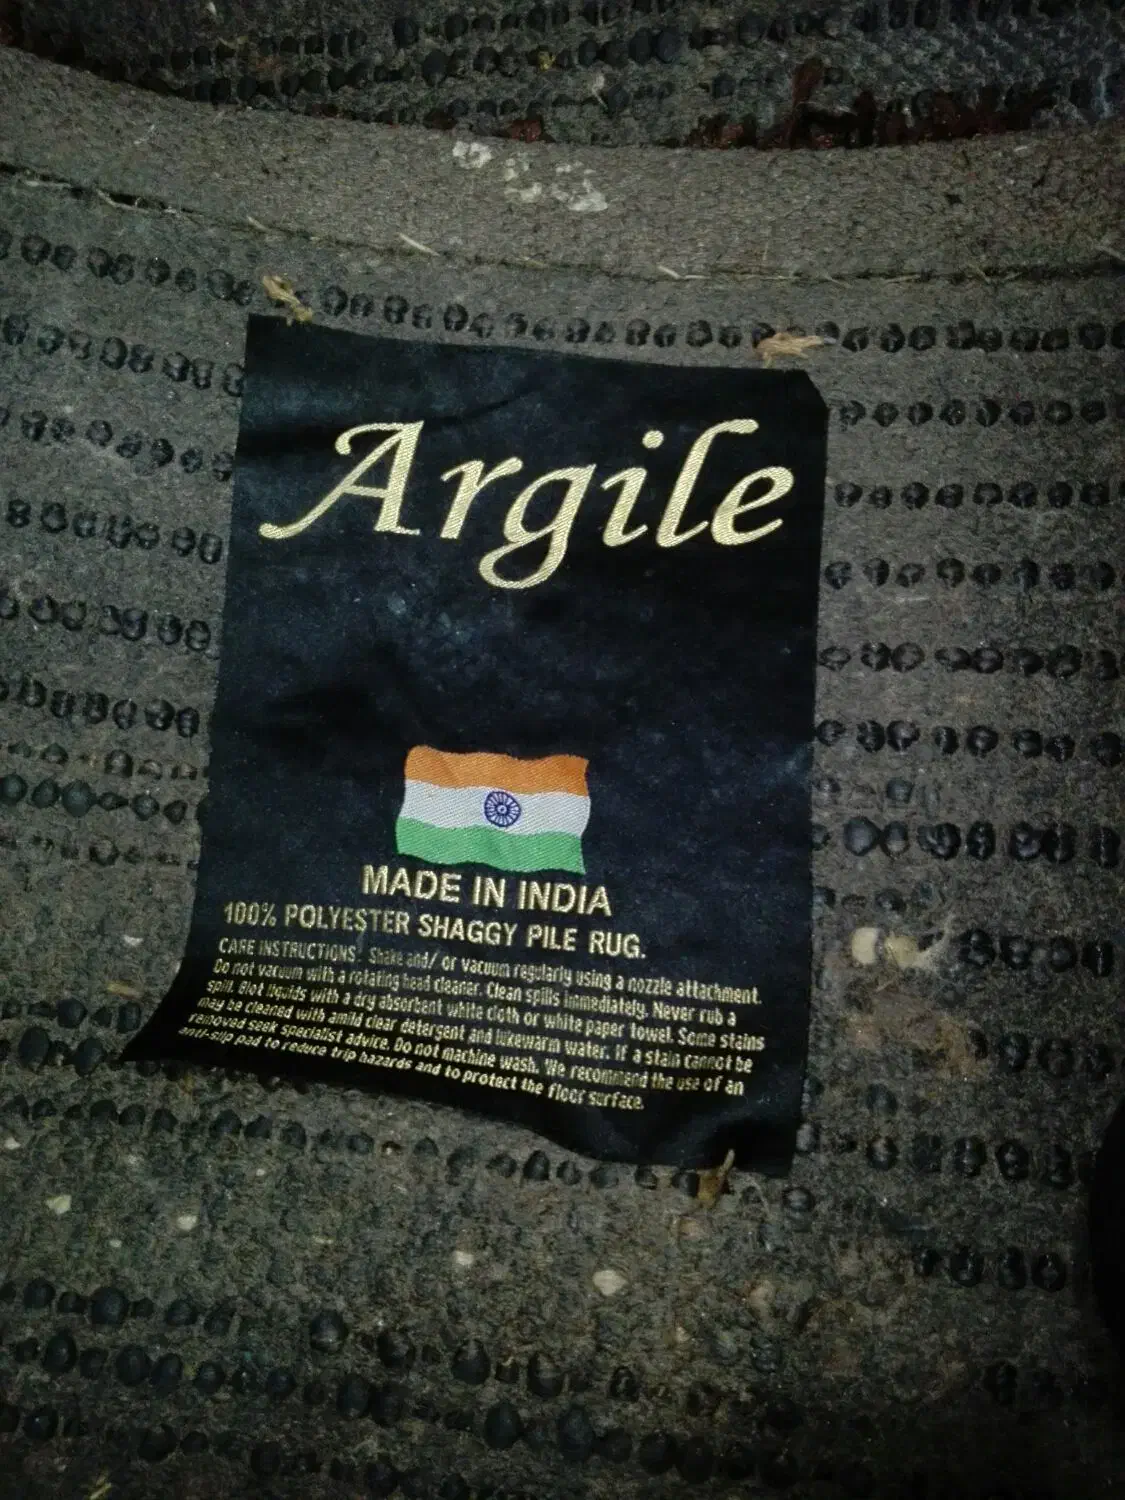 Argile
MADE IN INDIA
100% POLYESTER SHAGGY PILE RUG.
CARE INSTRUCTIONS: Shake and/ or vacuum regularly using a nozzle attachment.
Do not vacuum with a rotating head cleaner. Clean spills immediately. Never rub a
spill. Blot liquids with a dry absorbent white cloth or white paper towel. Some stains
may be cleaned with amild clear detergent and lukewarm water. If a stain cannot be
removed seek specialist advice. Do not machine wash. We recommend the use of an
anti-slip pad to reduce trip hazards and to protect the floor surface.